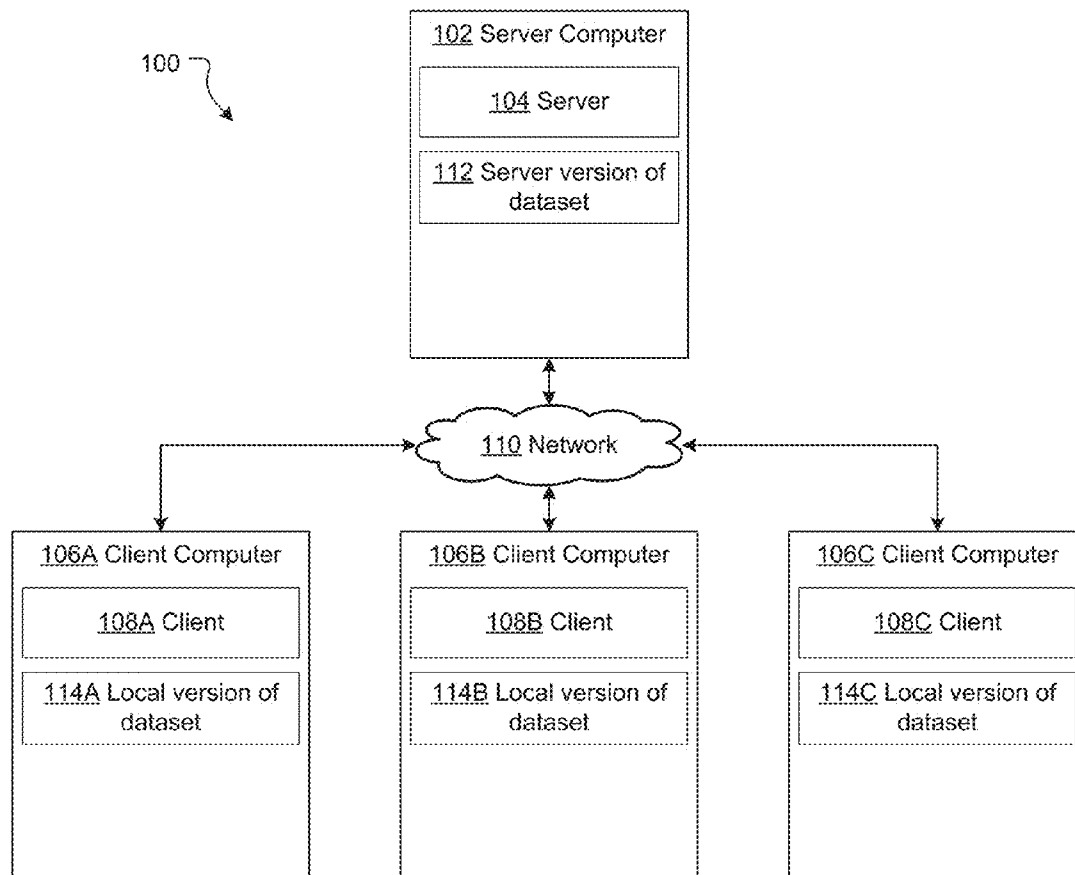 102 Server Computer
100
104 Server
112 Server version of
dataset
110 Network
106A Client Computer
106B Client Computer
106C Client Computer
108A Client
108B Client
108C Client
114A Local version of
dataset
114B Local version of
dataset
114C Local version of
dataset